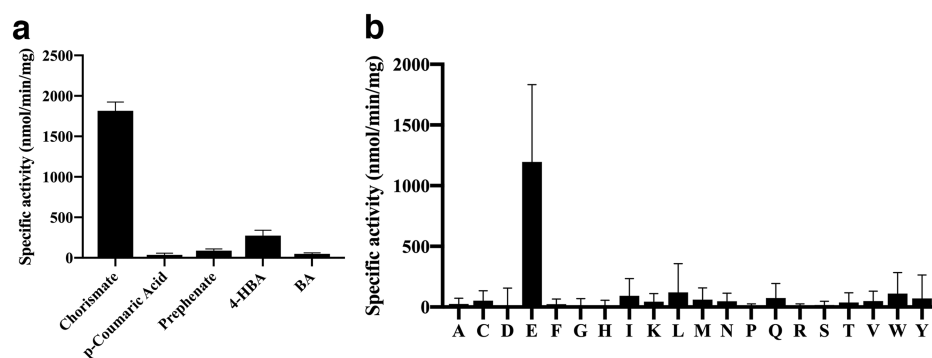 a
Specific activity (nmol/min/mg)
2500
2000
1500
1000
500
0
Chorismate
p-Coumaric Acid
Prephenate
4-HBA
BA
b
Specific activity (nmol/min/mg)
2000
1500
1000
500
0
A C D E F G H I K L M N P Q R S T V W Y